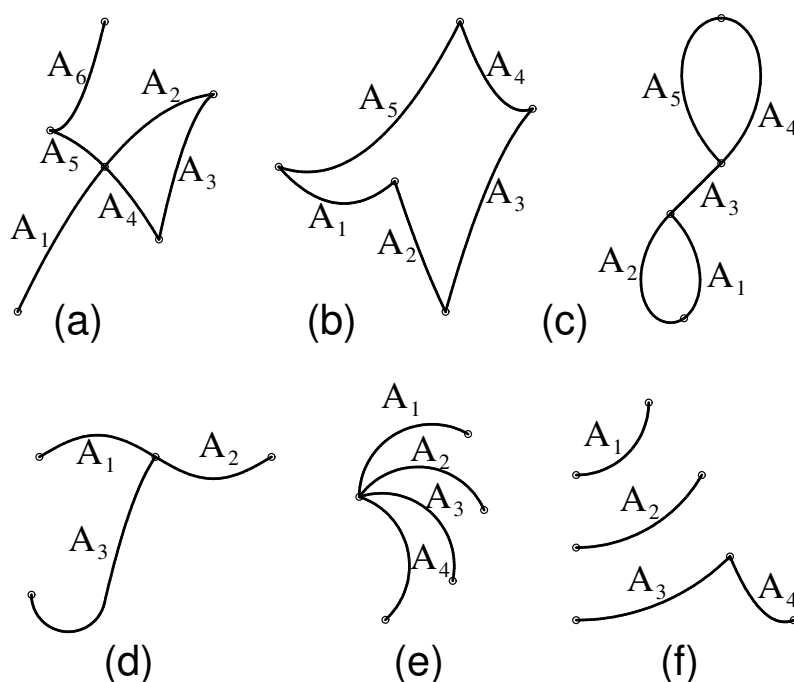 A6 A2
A5 A4 A3
A1
(a)
A5 A4
A1 A2 A3
(b)
A5 A4
A3
A2 A1
(c)
A1 A2
A3
(d)
A1
A2
A3
A4
(e)
A1
A2
A3 A4
(f)